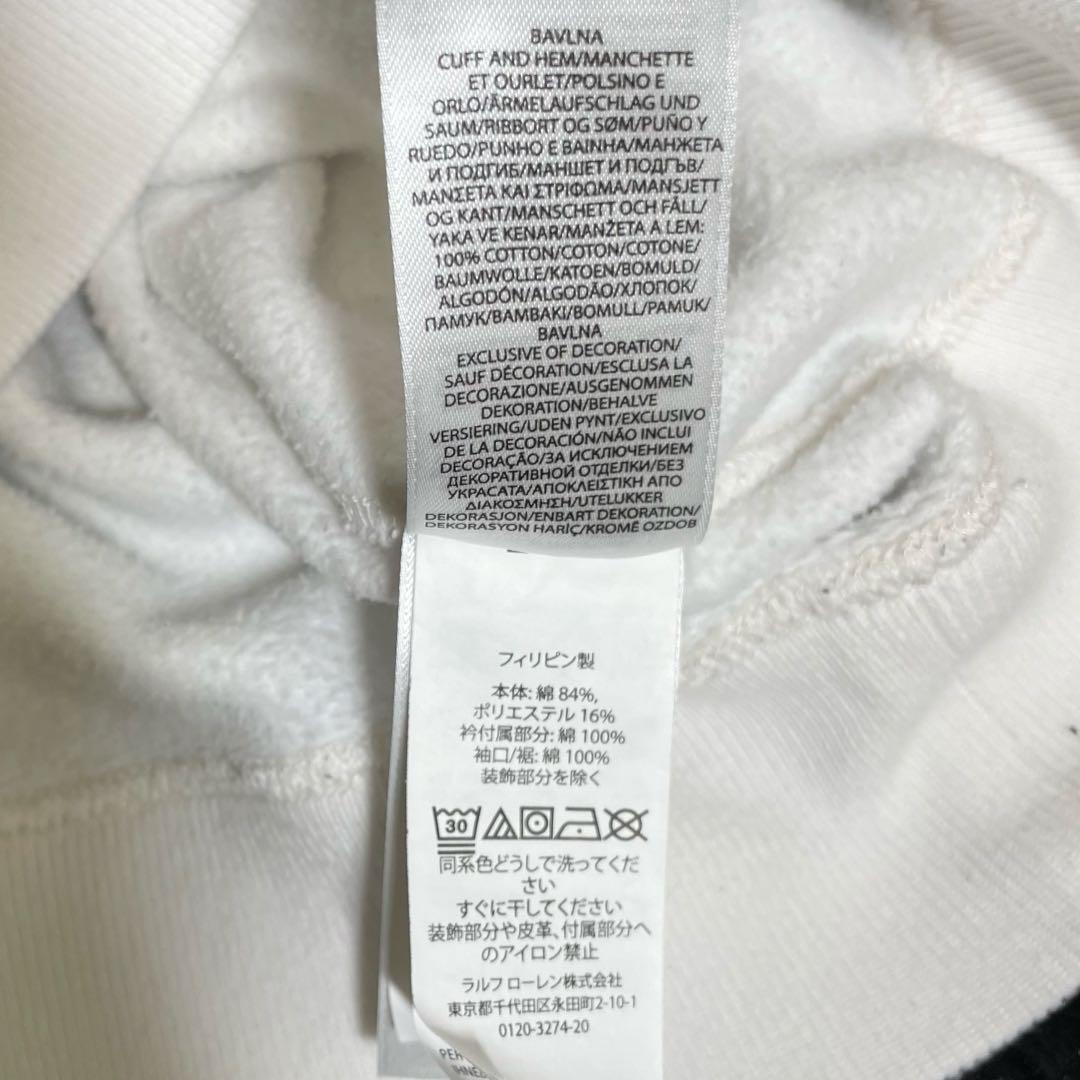 BAVLNA
CUFF AND HEM/MANCHETTE
ET OURLET/POLSINO E
ORLO/ÄRMELAUFSCHLAG UND
SAUM/RIBBORT OG SØM/PUÑO Y
RUEDO/PUNHO E BAINHA/МАНЖЕТА
И ПОДГИБ/МАНШЕТ И ПОДГЪВ/
ΜΑΝΣΕΤΑ ΚΑΙ ΣΤΡΙΦΩΜΑ/MANSJETT
OG KANT/MANSCHETT OCH FÅLL/
YAKA VE KENAR/MANŽETA A LEM:
100% COTTON/COTON/COTONE/
BAUMWOLLE/KATOEN/BOMULD/
ALGODÓN/ALGODÃO/ХЛОПОК/
ПАМУК/BAMBAKI/BOMULL/PAMUK/
BAVLNA
EXCLUSIVE OF DECORATION/
SAUF DÉCORATION/ESCLUSA LA
DECORAZIONE/AUSGENOMMEN
DEKORATION/BEHALVE
VERSIERING/UDEN PYNT/EXCLUSIVO
DE LA DECORACIÓN/NÃO INCLUI
DECORAÇÃO/ЗА ИСКЛЮЧЕНИЕМ
ДЕКОРАТИВНОЙ ОТДЕЛКИ/БЕЗ
УКРАСАТА/ΑΠΟΚΛΕΙΣΤΙΚΗ ΑΠΟ
ΔΙΑΚΟΣΜΗΣΗ/UTELUKKER
DEKORASJON/ENBART DEKORATION/
DEKORASYON HARİÇ/KROMĚ OZDOB
フィリピン製
本体: 綿 84%,
ポリエステル 16%
衿付属部分: 綿 100%
袖口/裾: 綿 100%
装飾部分を除く
30
同系色どうしで洗ってくだ
さい
すぐに干してください
装飾部分や皮革、付属部分へ
のアイロン禁止
ラルフ ローレン株式会社
東京都千代田区永田町2-10-1
0120-3274-20